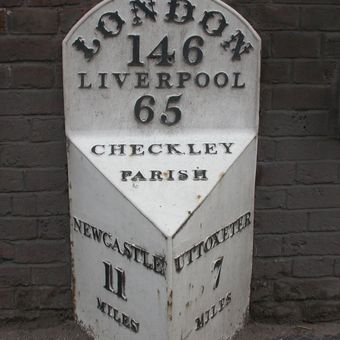 LONDON
146
LIVERPOOL
65
CHECKLEY
PARISH
NEWCASTLE
11
MILES
UTTOXETER
7
MILES